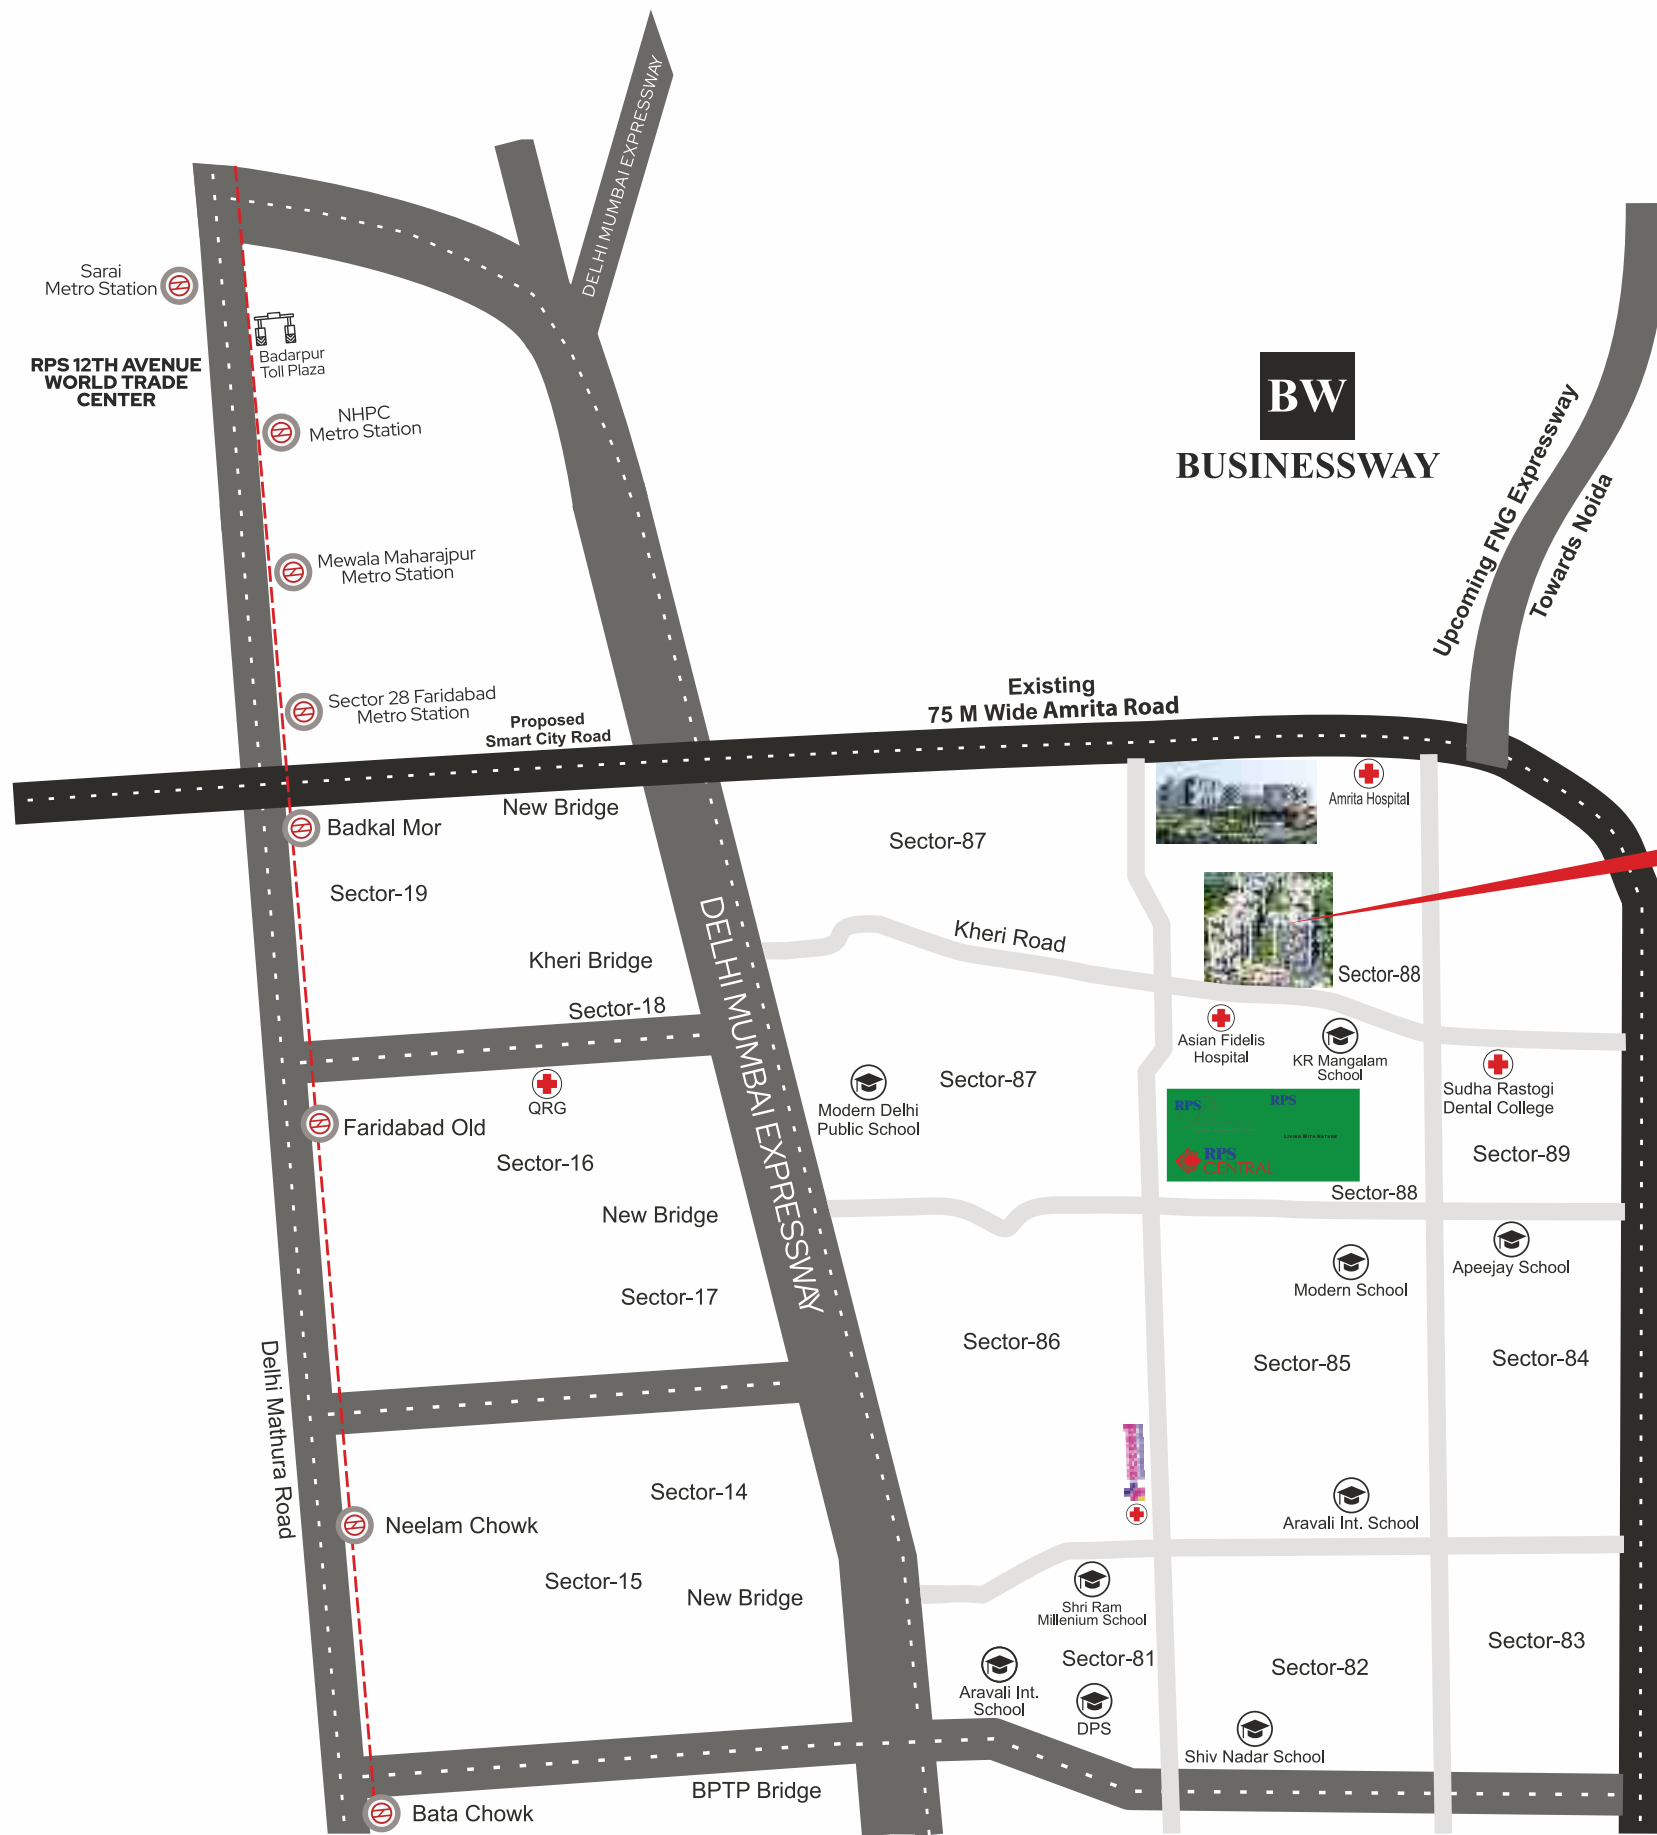 DELHI MUMBAI EXPRESSWAY
Sarai
Metro Station
Badarpur
Toll Plaza
RPS 12TH AVENUE
WORLD TRADE
CENTER
NHPC
Metro Station
BW
BUSINESSWAY
Upcoming FNG Expressway
Towards Noida
Mewala Maharajpur
Metro Station
Sector 28 Faridabad
Metro Station
Proposed
Smart City Road
Existing
75 M Wide Amrita Road
New Bridge
Amrita Hospital
Badkal Mor
Sector-87
Sector-19
DELHI MUMBAI EXPRESSWAY
Kheri Road
Kheri Bridge
Sector-88
Sector-18
Asian Fidelis
Hospital
KR Mangalam
School
Sudha Rastogi
Dental College
QRG
Sector-87
Modern Delhi
Public School
Faridabad Old
RPS
RPS
LIVING WITH NATURE
RPS
CENTRAL
Sector-16
Sector-89
Sector-88
New Bridge
Modern School
Apeejay School
Sector-17
Sector-86
Sector-85
Sector-84
Delhi Mathura Road
Sector-14
Neelam Chowk
Aravali Int. School
Sector-15
New Bridge
Shri Ram
Millenium School
Sector-81
Sector-82
Sector-83
Aravali Int.
School
DPS
Shiv Nadar School
BPTP Bridge
Bata Chowk